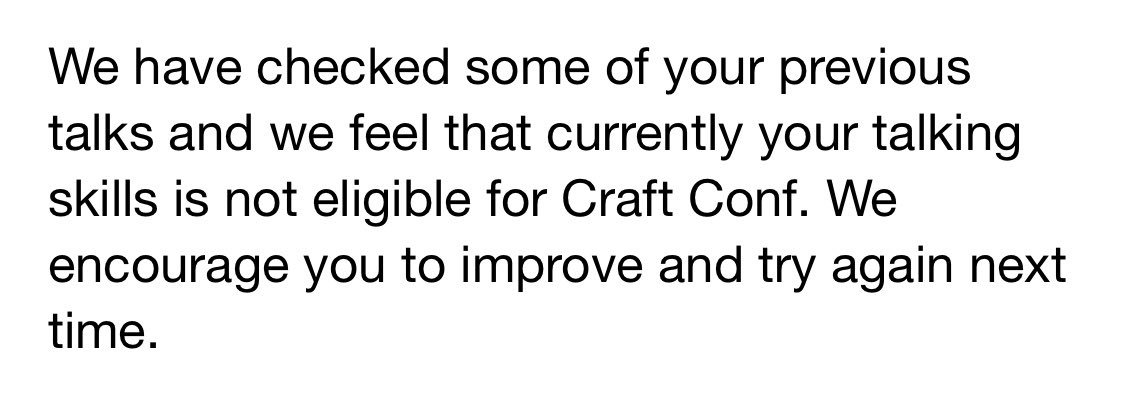 We have checked some of your previous
talks and we feel that currently your talking
skills is not eligible for Craft Conf. We
encourage you to improve and try again next
time.